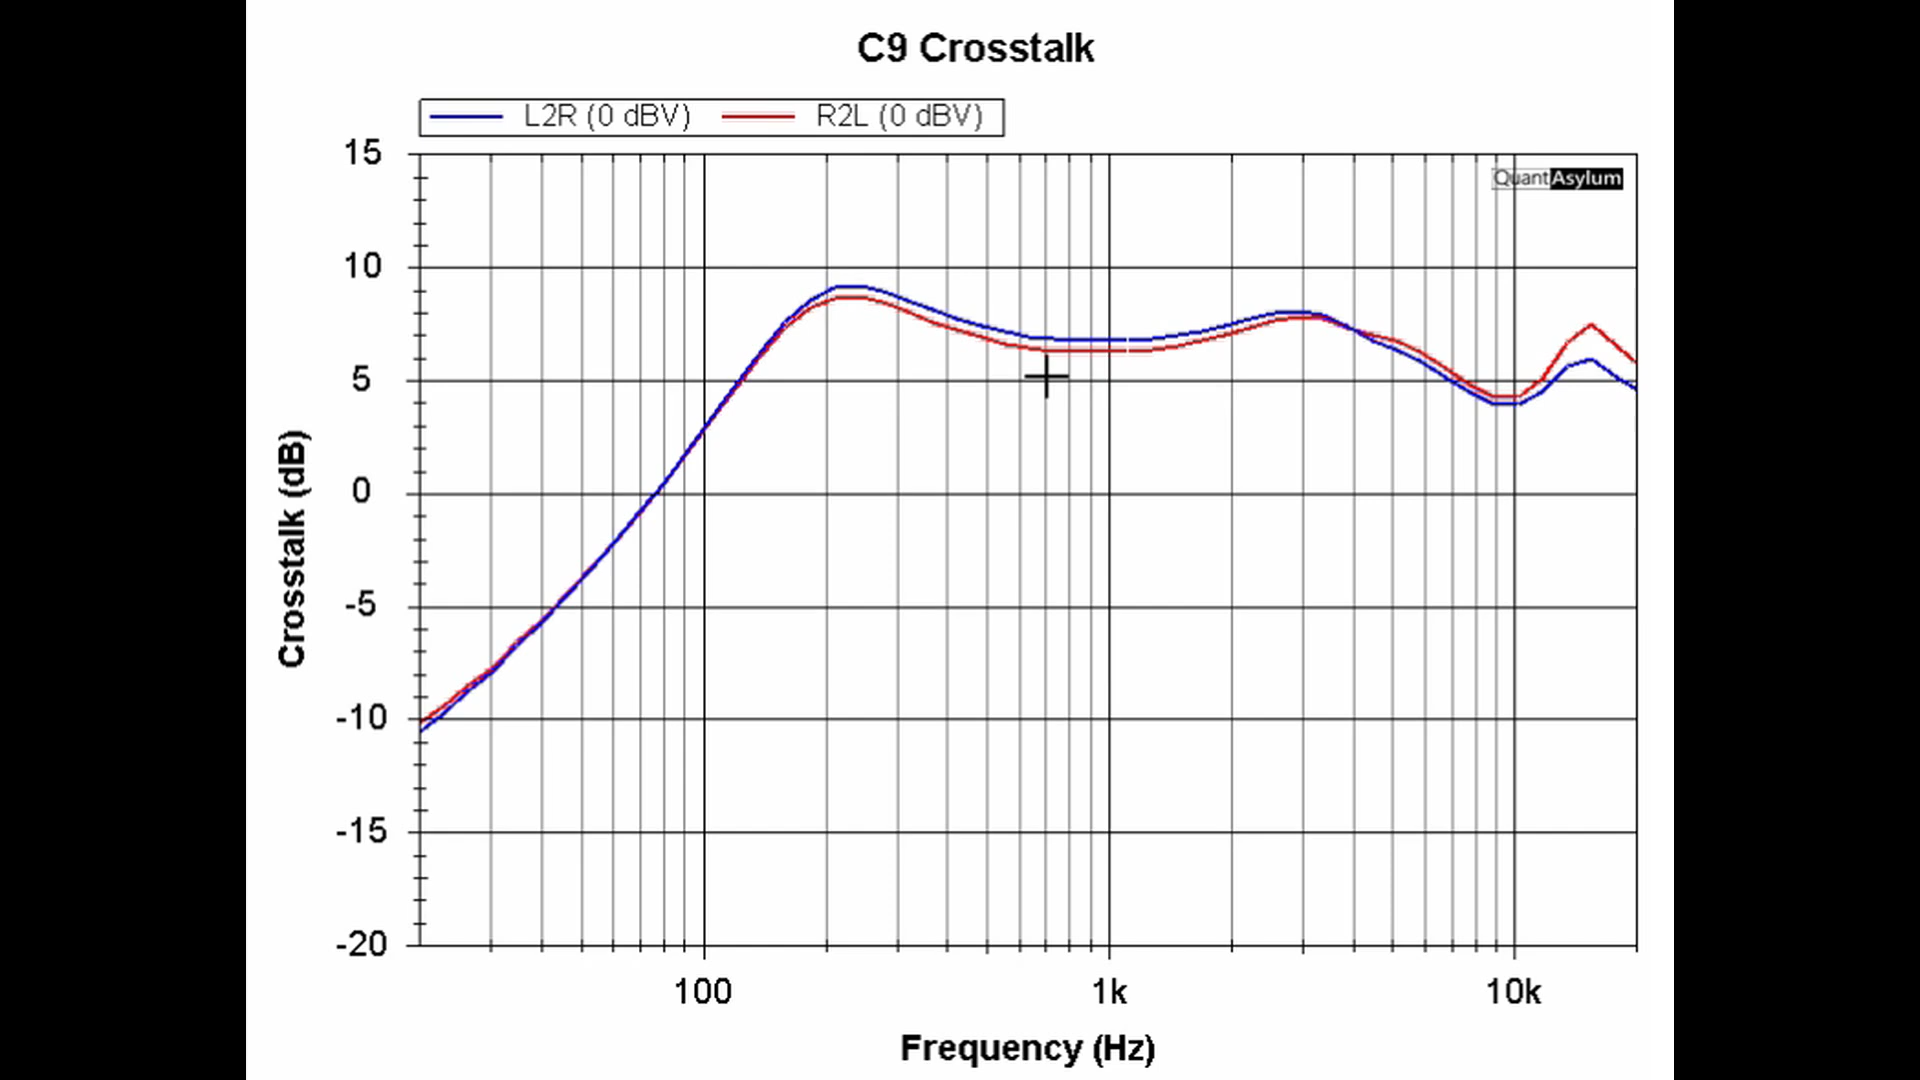 C9 Crosstalk
L2R (0 dBV) R2L (0 dBV)
QuantAsylum
15
10
5
0
-5
-10
-15
-20
Crosstalk (dB)
100 1k 10k
Frequency (Hz)